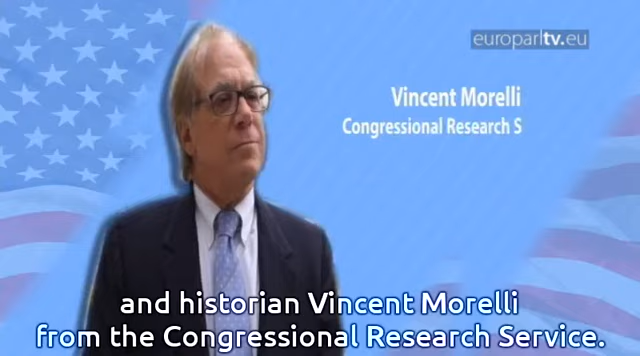 europarltv.eu
Vincent Morelli
Congressional Research S
and historian Vincent Morelli
from the Congressional Research Service.